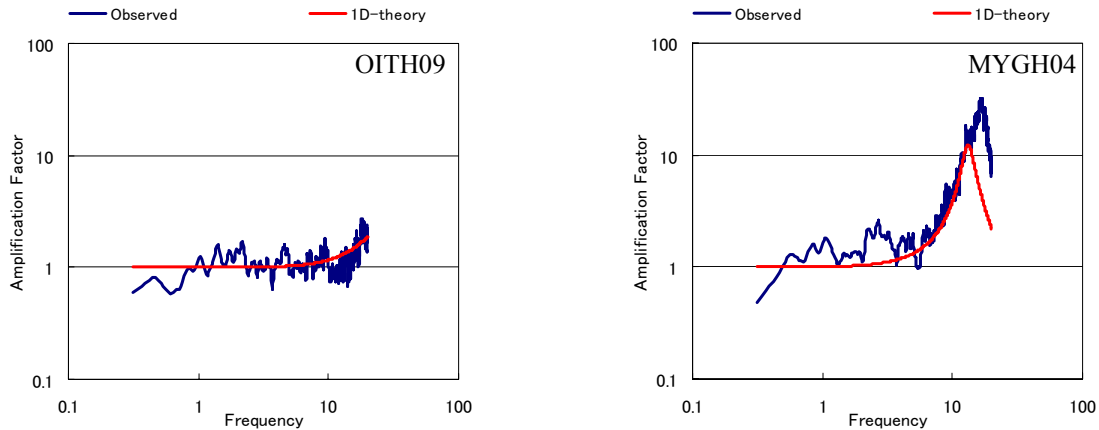 Observed 1D-theory
OITH09
100
10
1
0.1
Amplification Factor
0.1 1 10 100
Frequency
Observed 1D-theory
MYGH04
100
10
1
0.1
Amplification Factor
0.1 1 10 100
Frequency